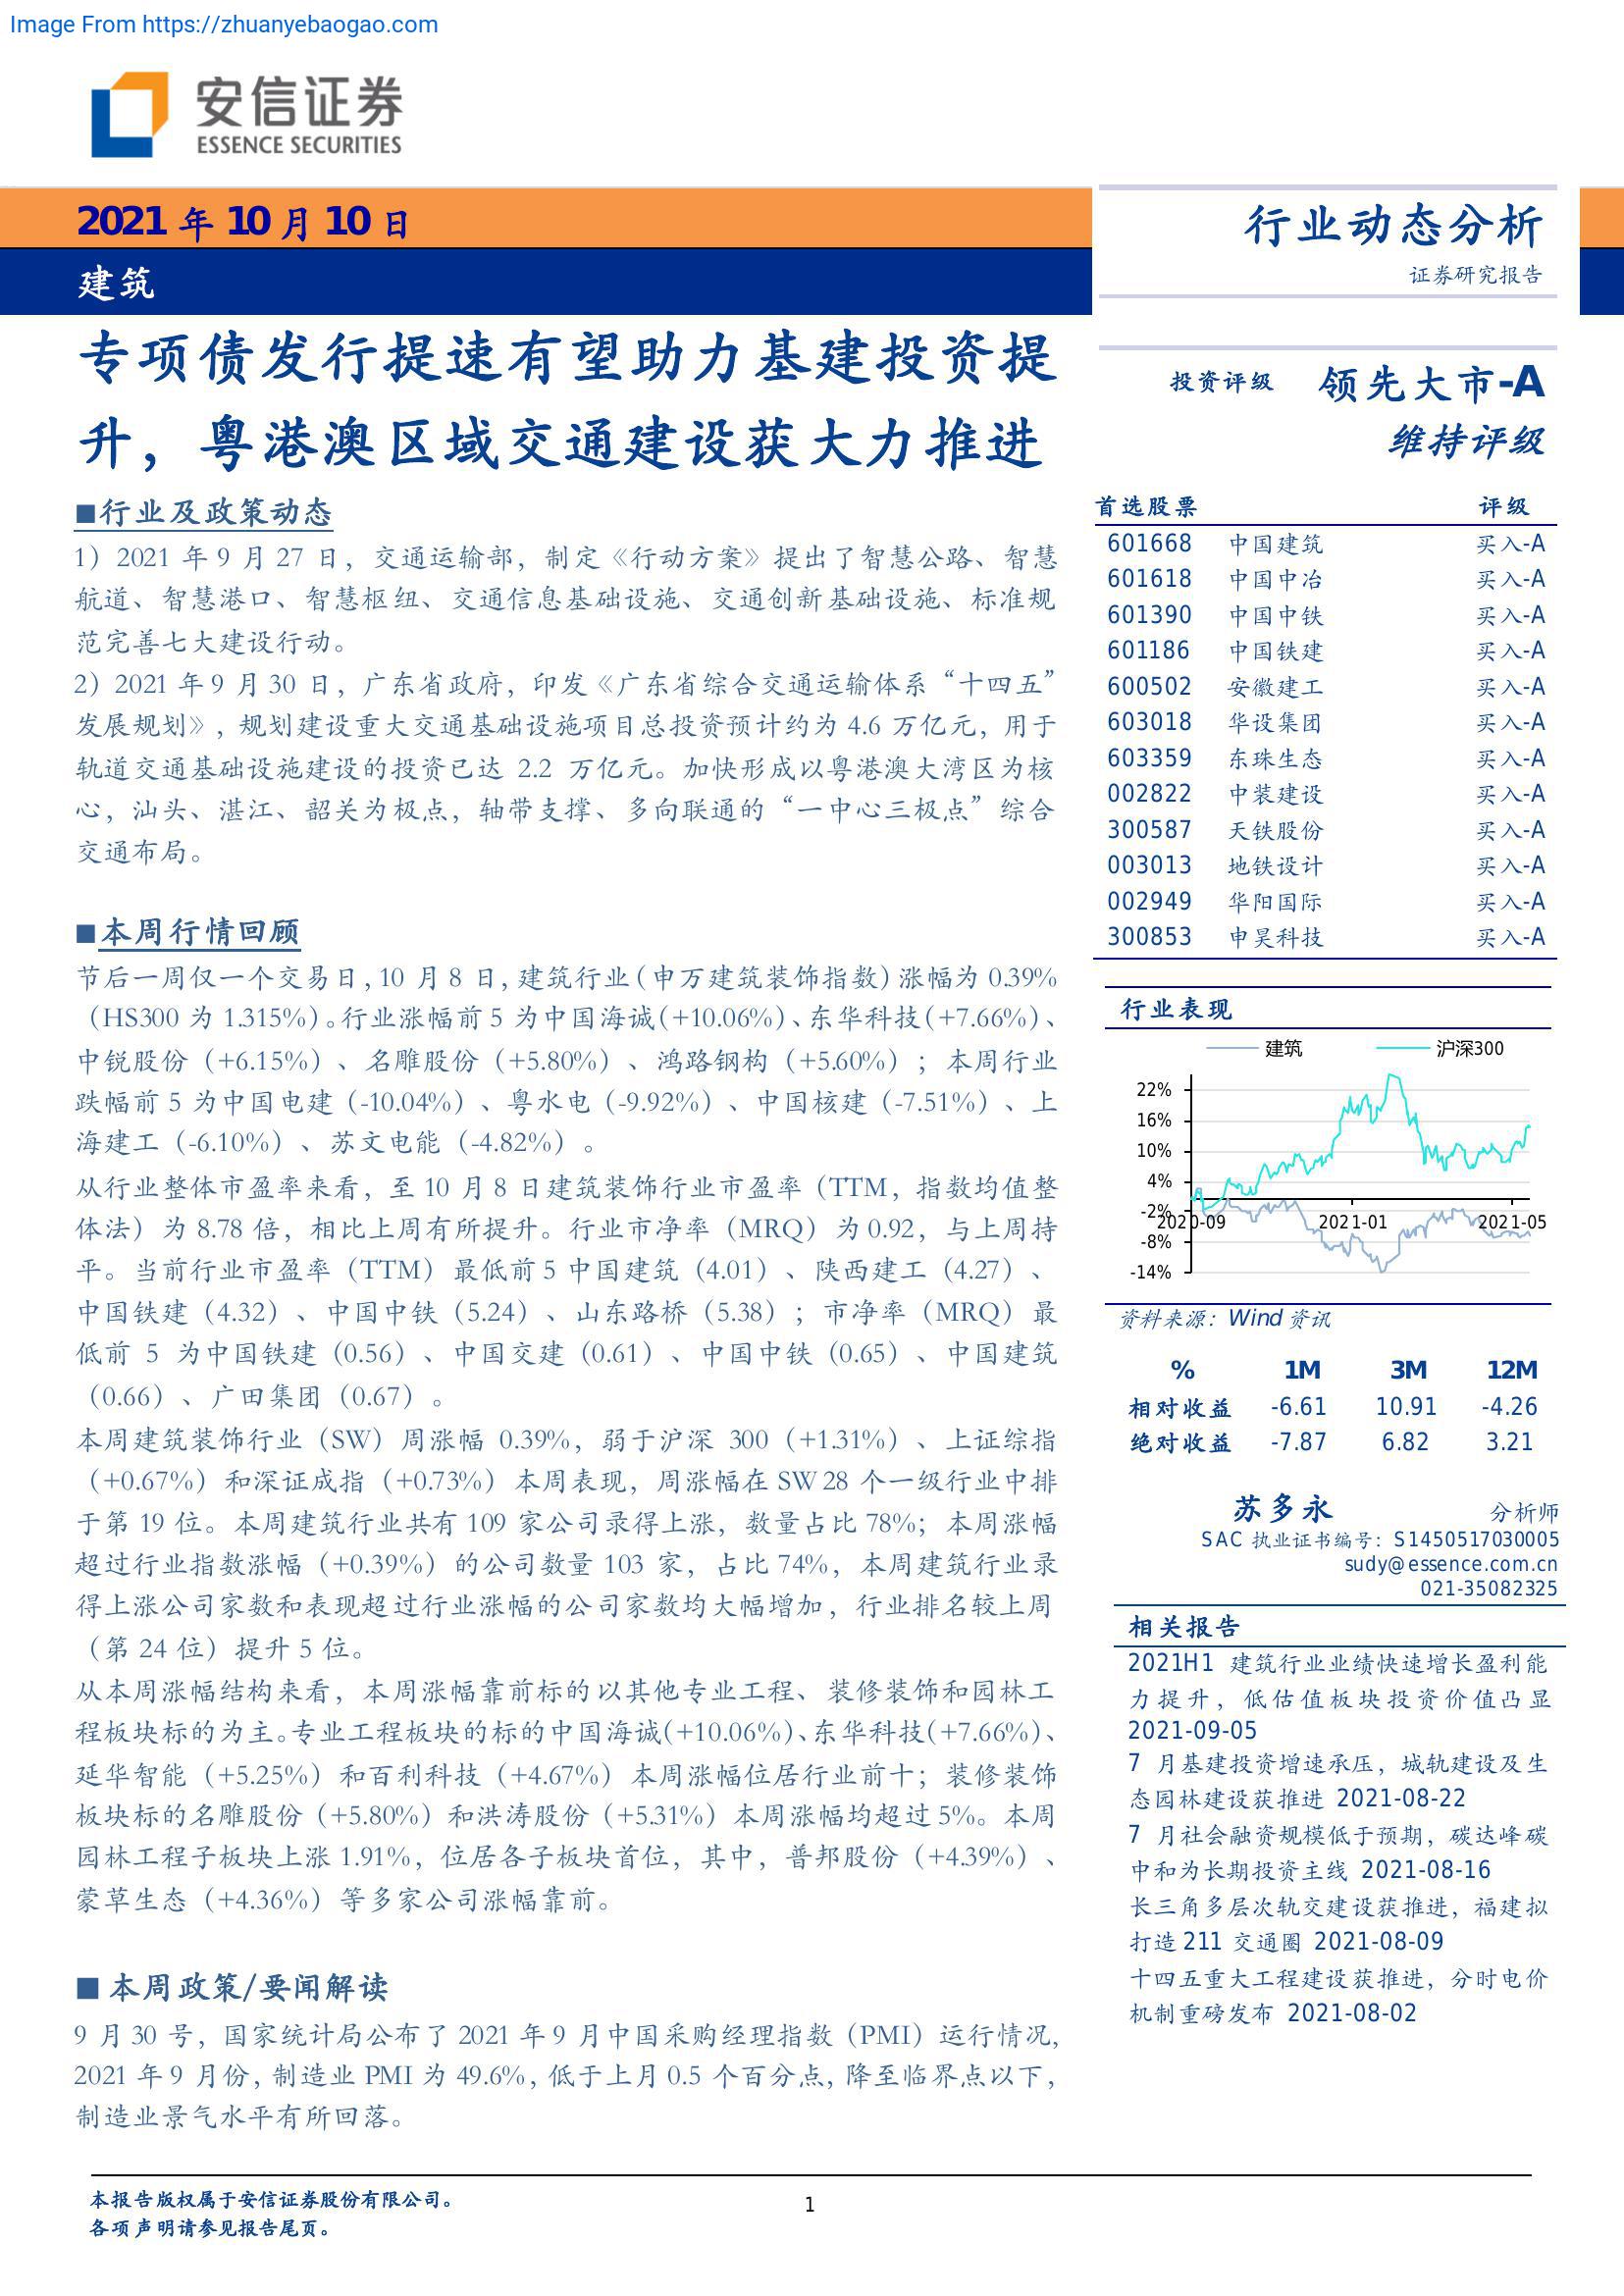 Image From https://zhuanyebaogao.com
安信证券
ESSENCE SECURITIES
2021 年 10 月 10 日
建筑
行业动态分析
证券研究报告
专项债发行提速有望助力基建投资提
升，粤港澳区域交通建设获大力推进
■行业及政策动态
1）2021 年 9 月 27 日，交通运输部，制定《行动方案》提出了智慧公路、智慧
航道、智慧港口、智慧枢纽、交通信息基础设施、交通创新基础设施、标准规
范完善七大建设行动。
2）2021 年 9 月 30 日，广东省政府，印发《广东省综合交通运输体系“十四五”
发展规划》，规划建设重大交通基础设施项目总投资预计约为 4.6 万亿元，用于
轨道交通基础设施建设的投资已达 2.2 万亿元。加快形成以粤港澳大湾区为核
心，汕头、湛江、韶关为极点，轴带支撑、多向联通的“一中心三极点”综合
交通布局。
■本周行情回顾
节后一周仅一个交易日，10 月 8 日，建筑行业（申万建筑装饰指数）涨幅为 0.39%
（HS300 为 1.315%）。行业涨幅前 5 为中国海诚（+10.06%）、东华科技（+7.66%）、
中锐股份（+6.15%）、名雕股份（+5.80%）、鸿路钢构（+5.60%）；本周行业
跌幅前 5 为中国电建（-10.04%）、粤水电（-9.92%）、中国核建（-7.51%）、上
海建工（-6.10%）、苏文电能（-4.82%）。
从行业整体市盈率来看，至 10 月 8 日建筑装饰行业市盈率（TTM，指数均值整
体法）为 8.78 倍，相比上周有所提升。行业市净率（MRQ）为 0.92，与上周持
平。当前行业市盈率（TTM）最低前 5 中国建筑（4.01）、陕西建工（4.27）、
中国铁建（4.32）、中国中铁（5.24）、山东路桥（5.38）；市净率（MRQ）最
低前 5 为中国铁建（0.56）、中国交建（0.61）、中国中铁（0.65）、中国建筑
（0.66）、广田集团（0.67）。
本周建筑装饰行业（SW）周涨幅 0.39%，弱于沪深 300（+1.31%）、上证综指
（+0.67%）和深证成指（+0.73%）本周表现，周涨幅在 SW 28 个一级行业中排
于第 19 位。本周建筑行业共有 109 家公司录得上涨，数量占比 78%；本周涨幅
超过行业指数涨幅（+0.39%）的公司数量 103 家，占比 74%，本周建筑行业录
得上涨公司家数和表现超过行业涨幅的公司家数均大幅增加，行业排名较上周
（第 24 位）提升 5 位。
从本周涨幅结构来看，本周涨幅靠前标的以其他专业工程、装修装饰和园林工
程板块标的为主。专业工程板块的标的中国海诚（+10.06%）、东华科技（+7.66%）、
延华智能（+5.25%）和百利科技（+4.67%）本周涨幅位居行业前十；装修装饰
板块标的名雕股份（+5.80%）和洪涛股份（+5.31%）本周涨幅均超过 5%。本周
园林工程子板块上涨 1.91%，位居各子板块首位，其中，普邦股份（+4.39%）、
蒙草生态（+4.36%）等多家公司涨幅靠前。
■ 本周政策/要闻解读
9 月 30 号，国家统计局公布了 2021 年 9 月中国采购经理指数（PMI）运行情况，
2021 年 9 月份，制造业 PMI 为 49.6%，低于上月 0.5 个百分点，降至临界点以下，
制造业景气水平有所回落。
投资评级 领先大市-A
维持评级
首选股票 评级
601668 中国建筑 买入-A
601618 中国中冶 买入-A
601390 中国中铁 买入-A
601186 中国铁建 买入-A
600502 安徽建工 买入-A
603018 华设集团 买入-A
603359 东珠生态 买入-A
002822 中装建设 买入-A
300587 天铁股份 买入-A
003013 地铁设计 买入-A
002949 华阳国际 买入-A
300853 申昊科技 买入-A
行业表现
建筑 沪深300
22%
16%
10%
4%
-2%
2020-09 2021-01 2021-05
-8%
-14%
资料来源：Wind 资讯
% 1M 3M 12M
相对收益 -6.61 10.91 -4.26
绝对收益 -7.87 6.82 3.21
苏多永 分析师
SAC 执业证书编号：S1450517030005
sudy@essence.com.cn
021-35082325
相关报告
2021H1 建筑行业业绩快速增长盈利能
力提升，低估值板块投资价值凸显
2021-09-05
7 月基建投资增速承压，城轨建设及生
态园林建设获推进 2021-08-22
7 月社会融资规模低于预期，碳达峰碳
中和为长期投资主线 2021-08-16
长三角多层次轨交建设获推进，福建拟
打造 211 交通圈 2021-08-09
十四五重大工程建设获推进，分时电价
机制重磅发布 2021-08-02
本报告版权属于安信证券股份有限公司。
各项声明请参见报告尾页。
1